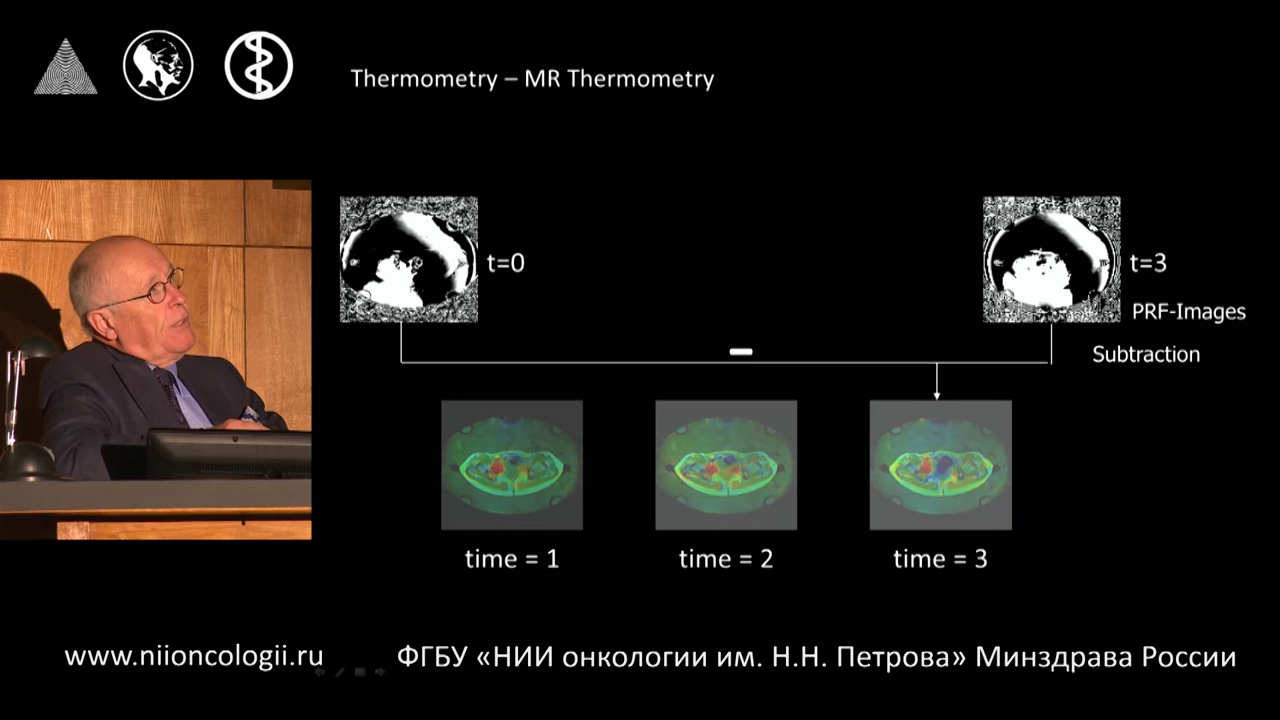 Thermometry – MR Thermometry
t=0
t=3
PRF-Images
Subtraction
time = 1
time = 2
time = 3
www.niioncologii.ru
ФГБУ «НИИ онкологии им. Н.Н. Петрова» Минздрава России